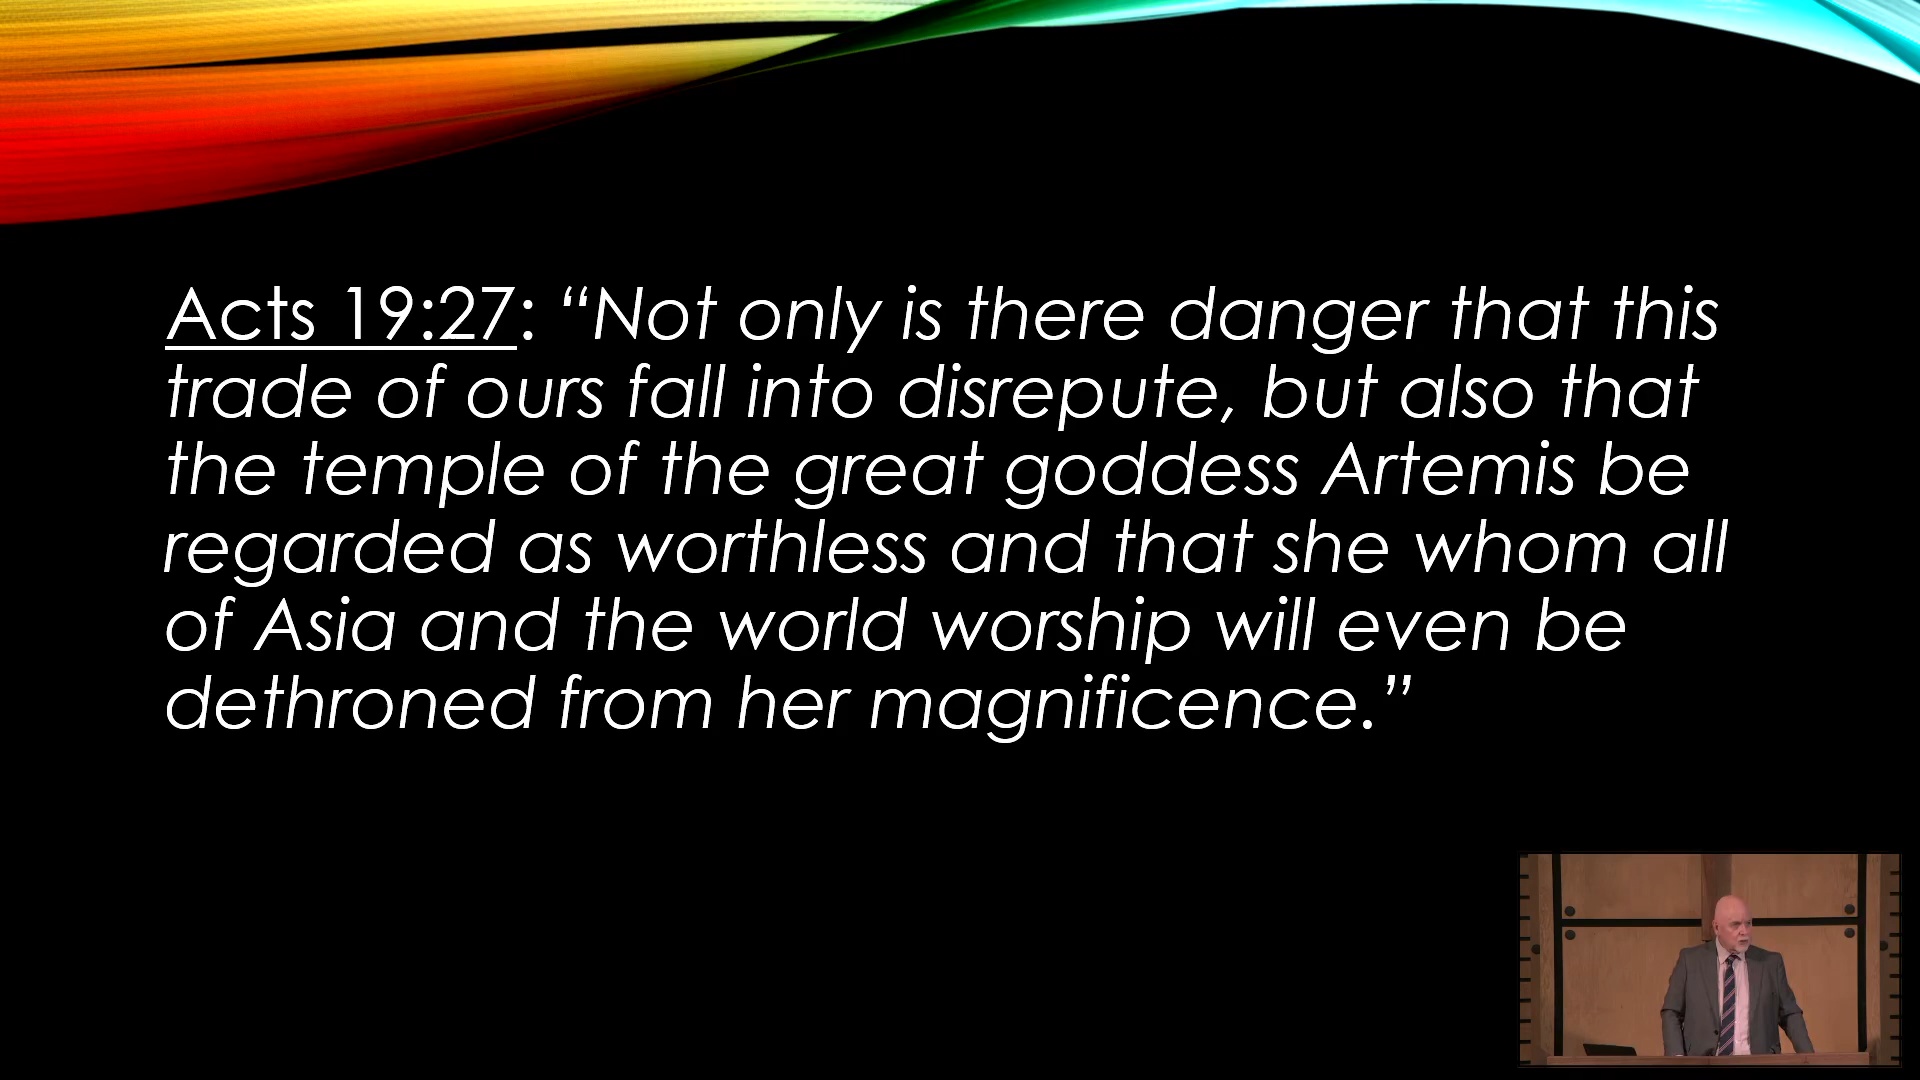 Acts 19:27: “Not only is there danger that this
trade of ours fall into disrepute, but also that
the temple of the great goddess Artemis be
regarded as worthless and that she whom all
of Asia and the world worship will even be
dethroned from her magnificence.”